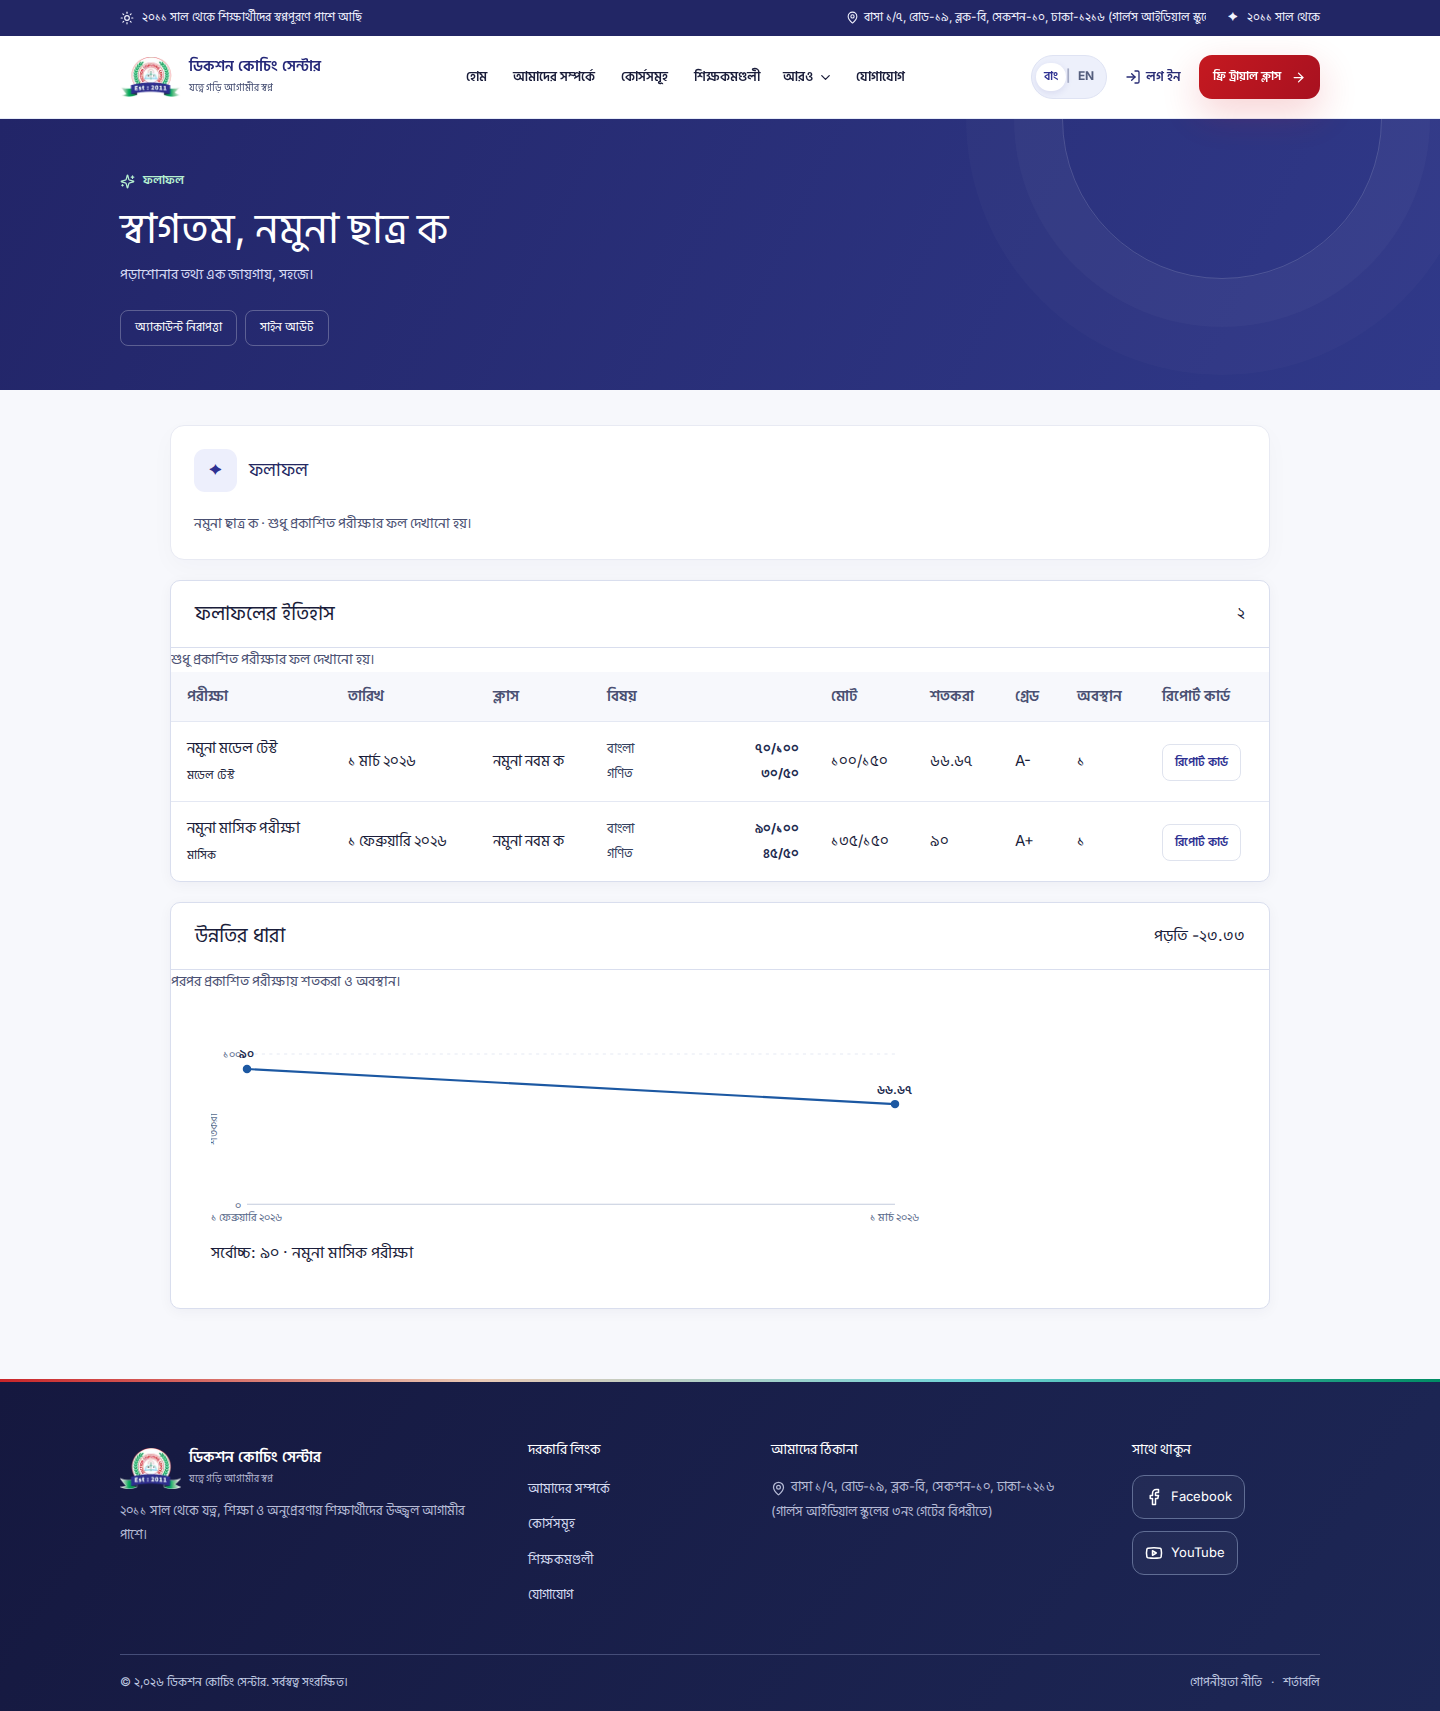 ২০১১ সাল থেকে শিক্ষার্থীদের স্বপ্নপূরণে পাশে আছি
বাসা ১/৭, রোড-১৯, ব্লক-বি, সেকশন-১০, ঢাকা-১২১৬ (গার্লস আইডিয়াল
২০১১ সাল থেকে
ডিকশন কোচিং সেন্টার
যত্নে গড়ি আগামীর স্বপ্ন
Est : 2011
হোম
আমাদের সম্পর্কে
কোর্সসমূহ
শিক্ষকমণ্ডলী
আরও
যোগাযোগ
বাং | EN
লগ ইন
ফ্রি ট্রায়াল ক্লাস
ফলাফল
স্বাগতম, নমুনা ছাত্র ক
পড়াশোনার তথ্য এক জায়গায়, সহজে।
অ্যাকাউন্ট নিরাপত্তা
সাইন আউট
ফলাফল
নমুনা ছাত্র ক · শুধু প্রকাশিত পরীক্ষার ফল দেখানো হয়।
ফলাফলের ইতিহাস
২
শুধু প্রকাশিত পরীক্ষার ফল দেখানো হয়।
পরীক্ষা তারিখ ক্লাস বিষয় মোট শতকরা গ্রেড অবস্থান রিপোর্ট কার্ড
নমুনা মডেল টেস্ট
মডেল টেস্ট
১ মার্চ ২০২৬
নমুনা নবম ক
বাংলা ৭০/১০০
গণিত ৩০/৫০
১০০/১৫০
৬৬.৬৭
A-
১
রিপোর্ট কার্ড
নমুনা মাসিক পরীক্ষা
মাসিক
১ ফেব্রুয়ারি ২০২৬
নমুনা নবম ক
বাংলা ৯০/১০০
গণিত ৪৫/৫০
১৩৫/১৫০
৯০
A+
১
রিপোর্ট কার্ড
উন্নতির ধারা
পড়তি -২৩.৩৩
পরপর প্রকাশিত পরীক্ষায় শতকরা ও অবস্থান।
১০০
৯০
৬৬.৬৭
শতকরা
০
১ ফেব্রুয়ারি ২০২৬
১ মার্চ ২০২৬
সর্বোচ্চ: ৯০ · নমুনা মাসিক পরীক্ষা
ডিকশন কোচিং সেন্টার
যত্নে গড়ি আগামীর স্বপ্ন
Est : 2011
২০১১ সাল থেকে যত্ন, শিক্ষা ও অনুপ্রেরণায় শিক্ষার্থীদের উজ্জ্বল আগামীর
পাশে।
দরকারি লিংক
আমাদের সম্পর্কে
কোর্সসমূহ
শিক্ষকমণ্ডলী
যোগাযোগ
আমাদের ঠিকানা
বাসা ১/৭, রোড-১৯, ব্লক-বি, সেকশন-১০, ঢাকা-১২১৬
(গার্লস আইডিয়াল স্কুলের ৩নং গেটের বিপরীতে)
সাথে থাকুন
Facebook
YouTube
© ২,০২৬ ডিকশন কোচিং সেন্টার. সর্বস্বত্ব সংরক্ষিত।
গোপনীয়তা নীতি · শর্তাবলি